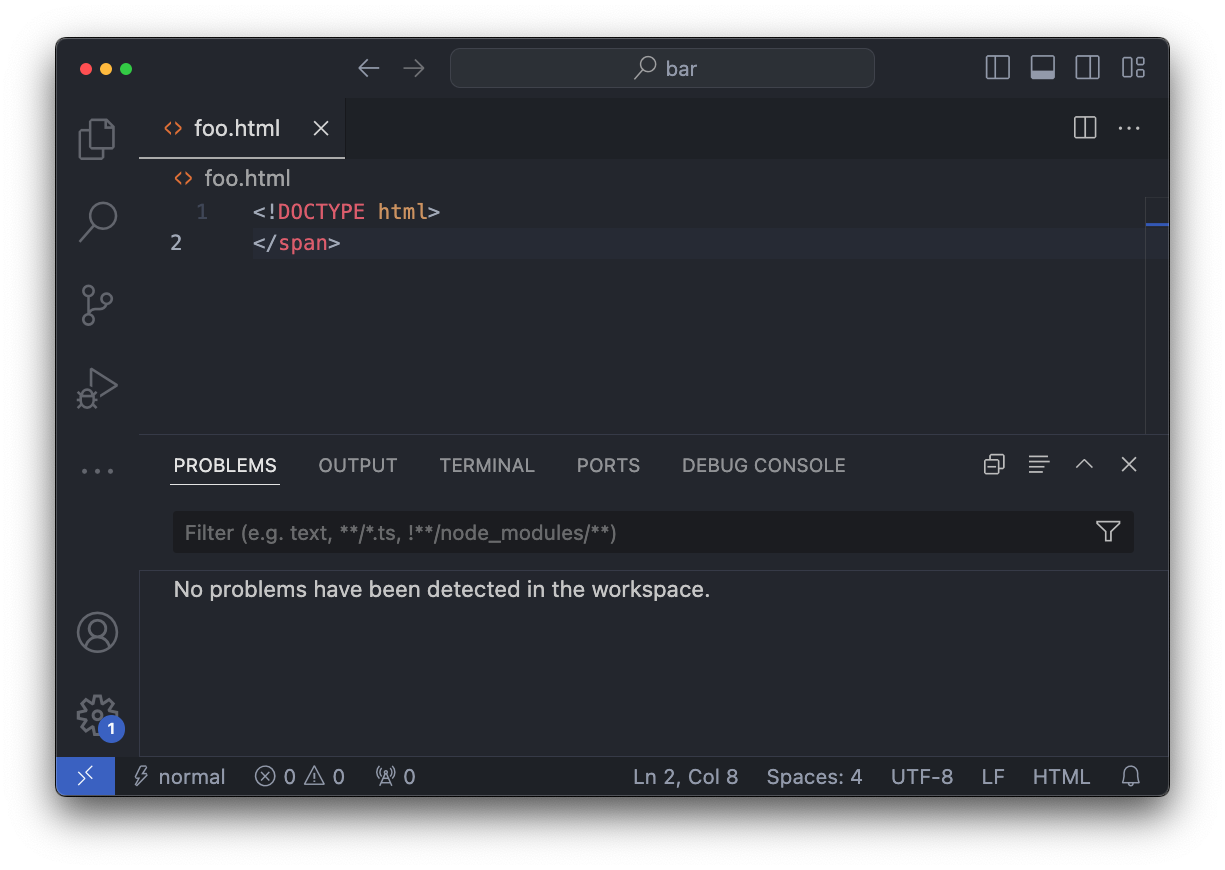 bar
foo.html
foo.html
1 <!DOCTYPE html>
2 </span>
PROBLEMS OUTPUT TERMINAL PORTS DEBUG CONSOLE
Filter (e.g. text, **/*.ts, !**/node_modules/**)
No problems have been detected in the workspace.
1
normal 0 0 0 Ln 2, Col 8 Spaces: 4 UTF-8 LF HTML